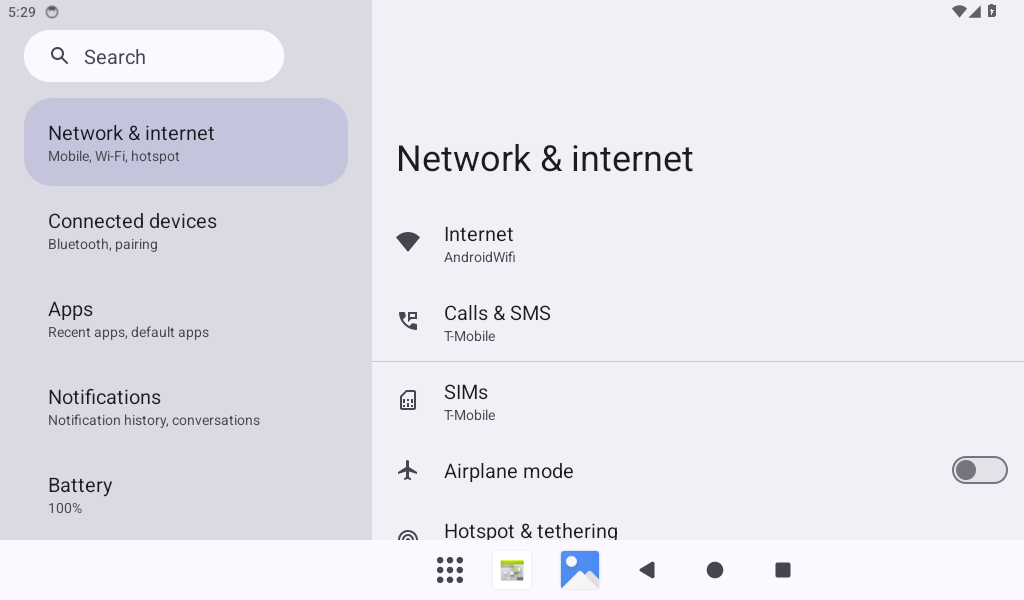 5:29
Search
Network & internet
Mobile, Wi-Fi, hotspot
Connected devices
Bluetooth, pairing
Apps
Recent apps, default apps
Notifications
Notification history, conversations
Battery
100%
Network & internet
Internet
AndroidWifi
Calls & SMS
T-Mobile
SIMs
T-Mobile
Airplane mode
Hotspot & tethering